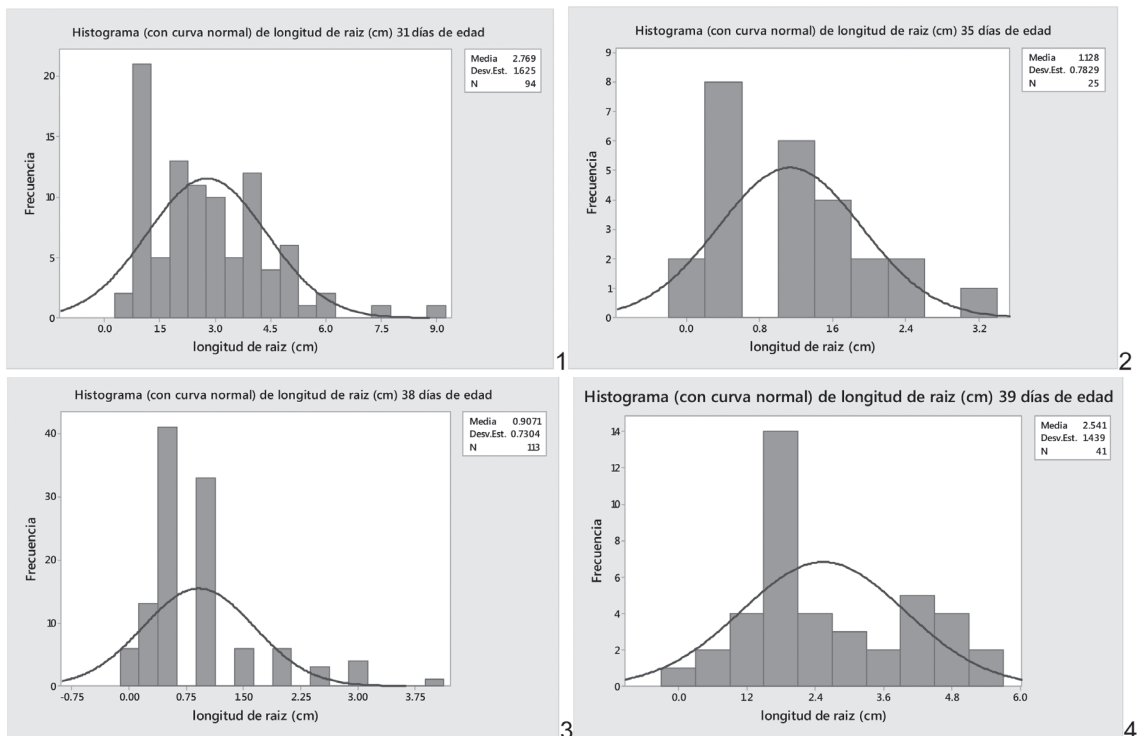 Histograma (con curva normal) de longitud de raiz (cm) 31 días de edad
Media 2.769
Desv.Est. 1.625
N 94
Frecuencia
20
15
10
5
0
0.0 1.5 3.0 4.5 6.0 7.5 9.0
longitud de raiz (cm)
1
Histograma (con curva normal) de longitud de raiz (cm) 35 días de edad
Media 1.128
Desv.Est. 0.7829
N 25
Frecuencia
9
8
7
6
5
4
3
2
1
0
0.0 0.8 1.6 2.4 3.2
longitud de raiz (cm)
2
Histograma (con curva normal) de longitud de raiz (cm) 38 días de edad
Media 0.9071
Desv.Est. 0.7304
N 113
Frecuencia
40
30
20
10
0
-0.75 0.00 0.75 1.50 2.25 3.00 3.75
longitud de raiz (cm)
3
Histograma (con curva normal) de longitud de raiz (cm) 39 días de edad
Media 2.541
Desv.Est. 1.439
N 41
Frecuencia
14
12
10
8
6
4
2
0
0.0 1.2 2.4 3.6 4.8 6.0
longitud de raiz (cm)
4